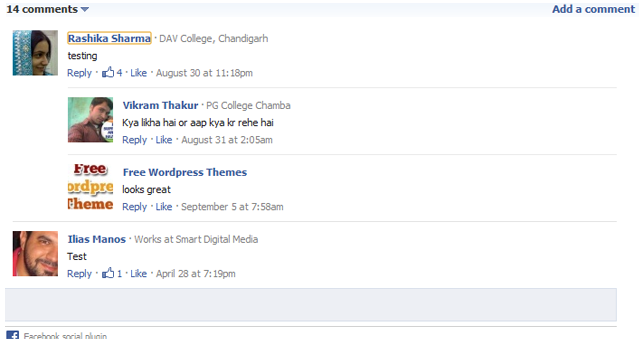 14 comments
Add a comment
Rashika Sharma · DAV College, Chandigarh
testing
Reply · 4 · Like · August 30 at 11:18pm
Vikram Thakur · PG College Chamba
Kya likha hai or aap kya kr rehe hai
Reply · Like · August 31 at 2:05am
Free
ordpre
Theme
Free Wordpress Themes
looks great
Reply · Like · September 5 at 7:58am
Ilias Manos · Works at Smart Digital Media
Test
Reply · 1 · Like · April 28 at 7:19pm
Facebook social plugin